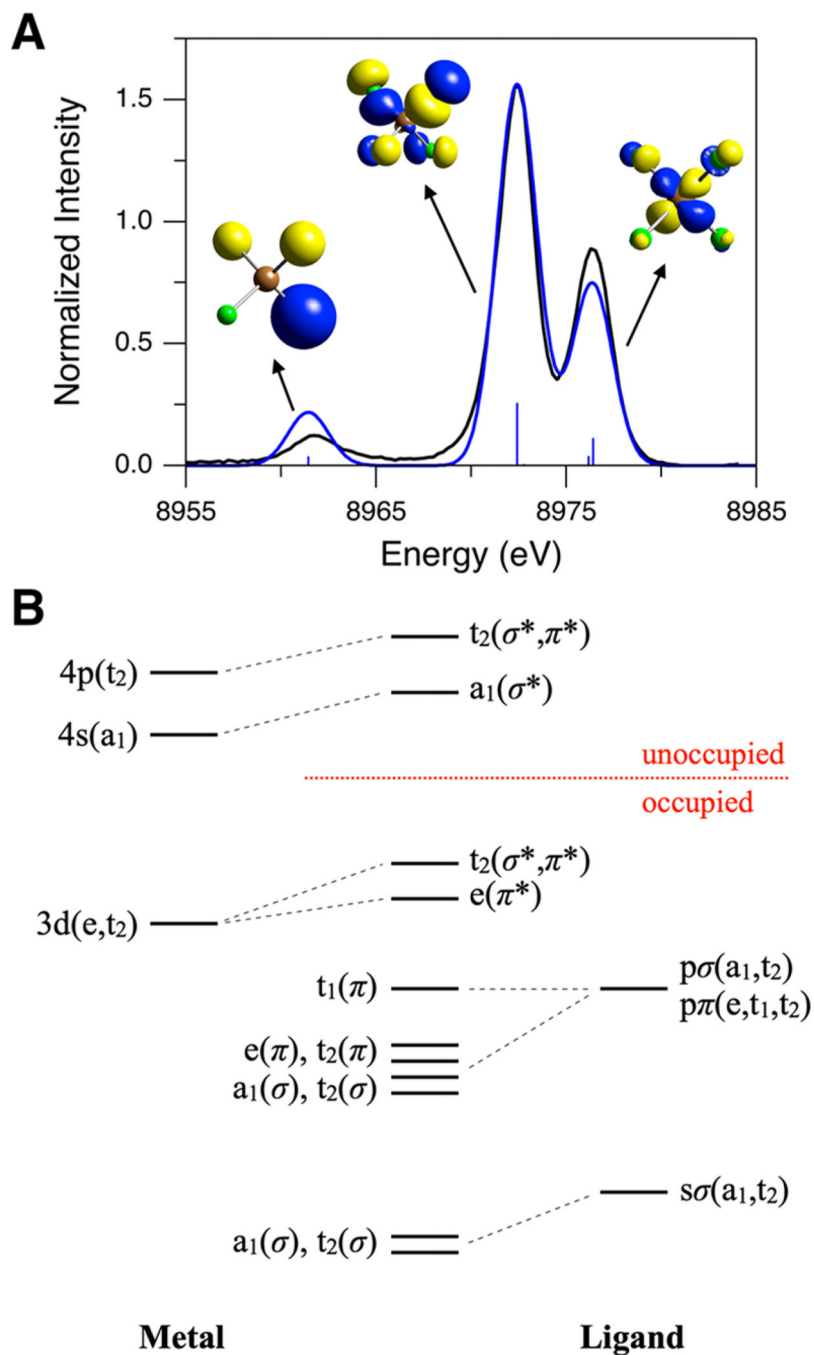 A
Normalized Intensity
1.5
1.0
0.5
0.0
8955 8965 8975 8985
Energy (eV)
B
t₂(σ*,π*)
4p(t₂)
a₁(σ*)
4s(a₁)
unoccupied
occupied
t₂(σ*,π*)
e(π*)
3d(e,t₂)
pσ(a₁,t₂)
t₁(π)
pπ(e,t₁,t₂)
e(π), t₂(π)
a₁(σ), t₂(σ)
sσ(a₁,t₂)
a₁(σ), t₂(σ)
Metal Ligand